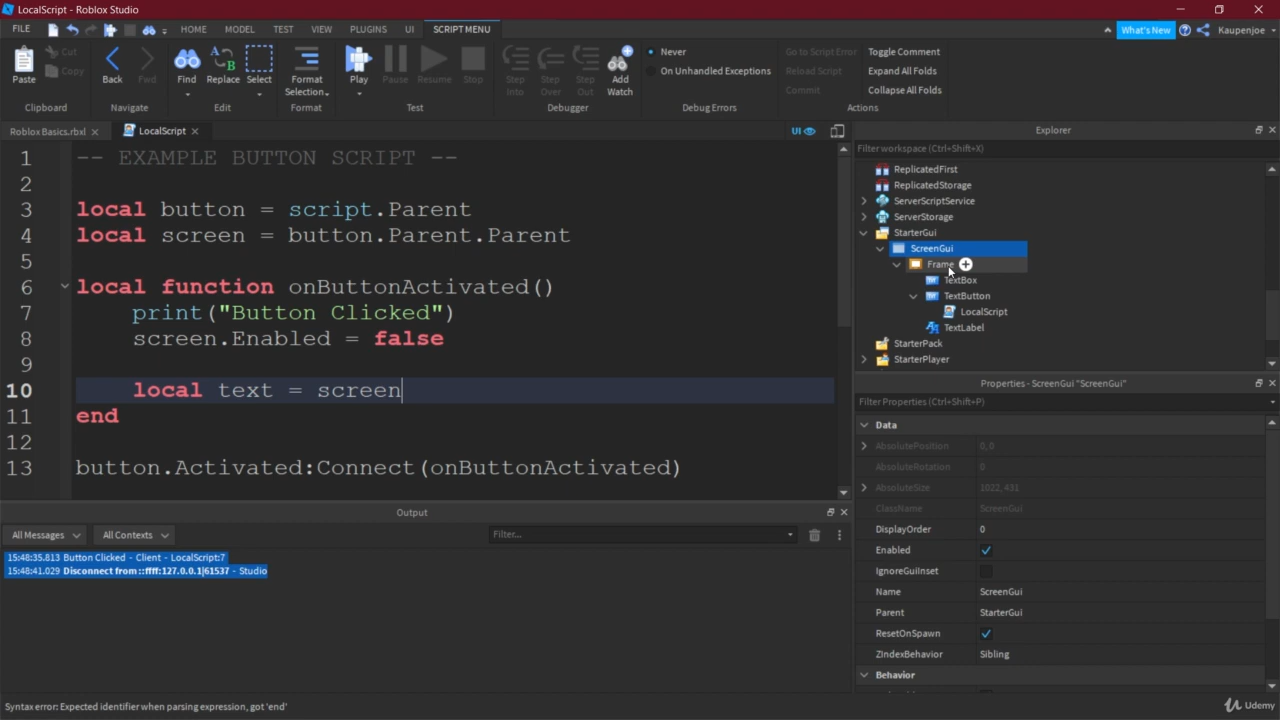 LocalScript - Roblox Studio
FILE HOME MODEL TEST VIEW PLUGINS UI SCRIPT MENU What's New Kaupenjoe
Paste Cut Copy Back Fwd Find Replace Select Format Selection Play Pause Resume Stop Step Into Step Over Step Out Add Watch Never On Unhandled Exceptions Go to Script Error Reload Script Commit Toggle Comment Expand All Folds Collapse All Folds
Clipboard Navigate Edit Format Test Debugger Debug Errors Actions
Roblox Basics.rbxl LocalScript UI
1 -- EXAMPLE BUTTON SCRIPT --
2
3 local button = script.Parent
4 local screen = button.Parent.Parent
5
6 local function onButtonActivated()
7 print("Button Clicked")
8 screen.Enabled = false
9
10 local text = screen
11 end
12
13 button.Activated:Connect(onButtonActivated)
Explorer
Filter workspace (Ctrl+Shift+X)
ReplicatedFirst
ReplicatedStorage
ServerScriptService
ServerStorage
StarterGui
ScreenGui
Frame
TextBox
TextButton
LocalScript
TextLabel
StarterPack
StarterPlayer
Properties - ScreenGui "ScreenGui"
Filter Properties (Ctrl+Shift+P)
Data
AbsolutePosition 0, 0
AbsoluteRotation 0
AbsoluteSize 1022, 431
ClassName ScreenGui
DisplayOrder 0
Enabled
IgnoreGuiInset
Name ScreenGui
Parent StarterGui
ResetOnSpawn
ZIndexBehavior Sibling
Behavior
Output
All Messages All Contexts Filter...
15:48:35.813 Button Clicked - Client - LocalScript:7
15:48:41.029 Disconnect from ::ffff:127.0.0.1|61537 - Studio
Syntax error: Expected identifier when parsing expression, got 'end'
Udemy